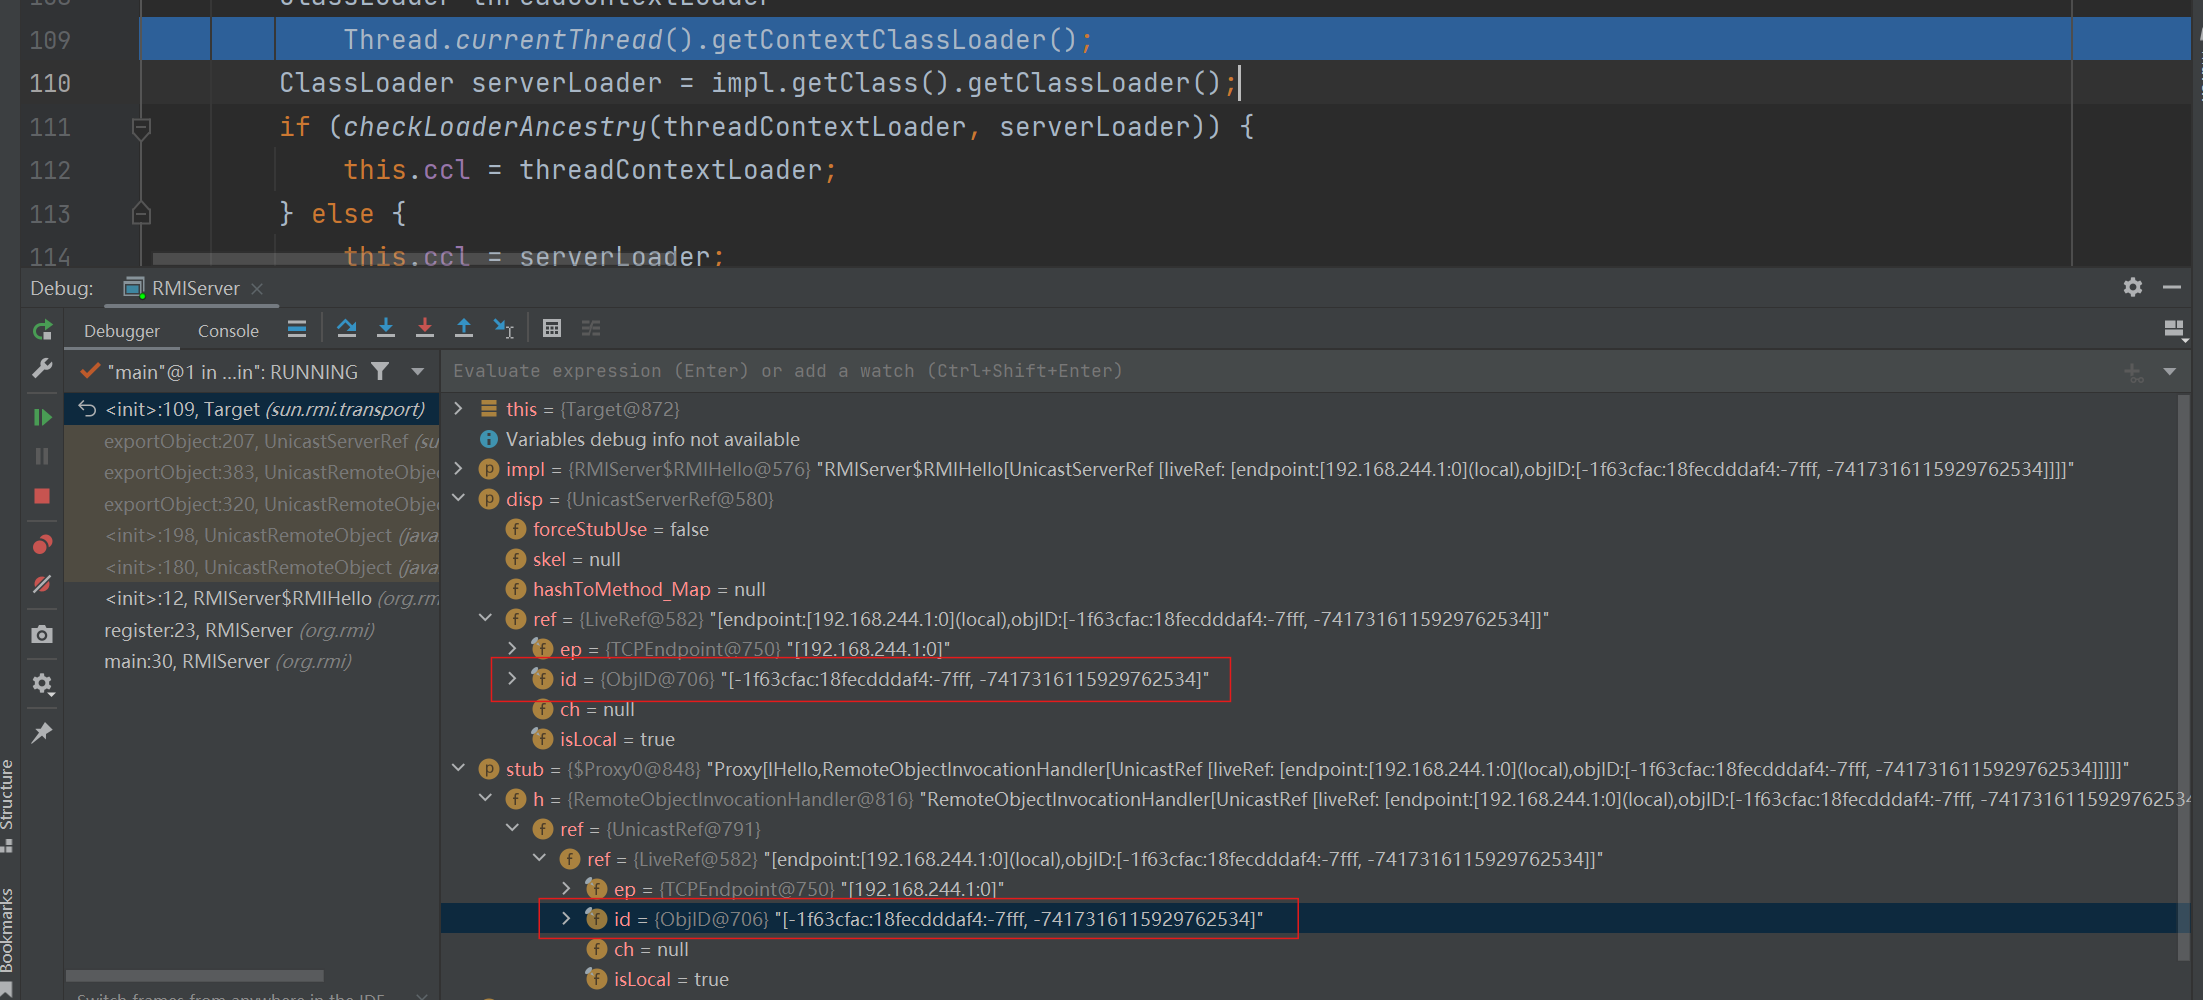 108 ClassLoader threadContextLoader =
109 Thread.currentThread().getContextClassLoader();
110 ClassLoader serverLoader = impl.getClass().getClassLoader();
111 if (checkLoaderAncestry(threadContextLoader, serverLoader)) {
112 this.ccl = threadContextLoader;
113 } else {
114 this.ccl = serverLoader;
Debug: RMIServer
Debugger Console
"main"@1 in ...in": RUNNING
Evaluate expression (Enter) or add a watch (Ctrl+Shift+Enter)
<init>:109, Target (sun.rmi.transport)
exportObject:207, UnicastServerRef (su
exportObject:383, UnicastRemoteObje
exportObject:320, UnicastRemoteObje
<init>:198, UnicastRemoteObject (java
<init>:180, UnicastRemoteObject (java
<init>:12, RMIServer$RMIHello (org.rm
register:23, RMIServer (org.rmi)
main:30, RMIServer (org.rmi)
this = {Target@872}
Variables debug info not available
impl = {RMIServer$RMIHello@576} "RMIServer$RMIHello[UnicastServerRef [liveRef: [endpoint:[192.168.244.1:0](local),objID:[-1f63cfac:18fecdddaf4:-7fff, -7417316115929762534]]]]"
disp = {UnicastServerRef@580}
forceStubUse = false
skel = null
hashToMethod_Map = null
ref = {LiveRef@582} "[endpoint:[192.168.244.1:0](local),objID:[-1f63cfac:18fecdddaf4:-7fff, -7417316115929762534]]"
ep = {TCPEndpoint@750} "[192.168.244.1:0]"
id = {ObjID@706} "[-1f63cfac:18fecdddaf4:-7fff, -7417316115929762534]"
ch = null
isLocal = true
stub = {$Proxy0@848} "Proxy[IHello,RemoteObjectInvocationHandler[UnicastRef [liveRef: [endpoint:[192.168.244.1:0](local),objID:[-1f63cfac:18fecdddaf4:-7fff, -7417316115929762534]]]]]"
h = {RemoteObjectInvocationHandler@816} "RemoteObjectInvocationHandler[UnicastRef [liveRef: [endpoint:[192.168.244.1:0](local),objID:[-1f63cfac:18fecdddaf4:-7fff, -7417316115929762534
ref = {UnicastRef@791}
ref = {LiveRef@582} "[endpoint:[192.168.244.1:0](local),objID:[-1f63cfac:18fecdddaf4:-7fff, -7417316115929762534]]"
ep = {TCPEndpoint@750} "[192.168.244.1:0]"
id = {ObjID@706} "[-1f63cfac:18fecdddaf4:-7fff, -7417316115929762534]"
ch = null
isLocal = true
Structure
Bookmarks
Switch frames from anywhere in the IDE